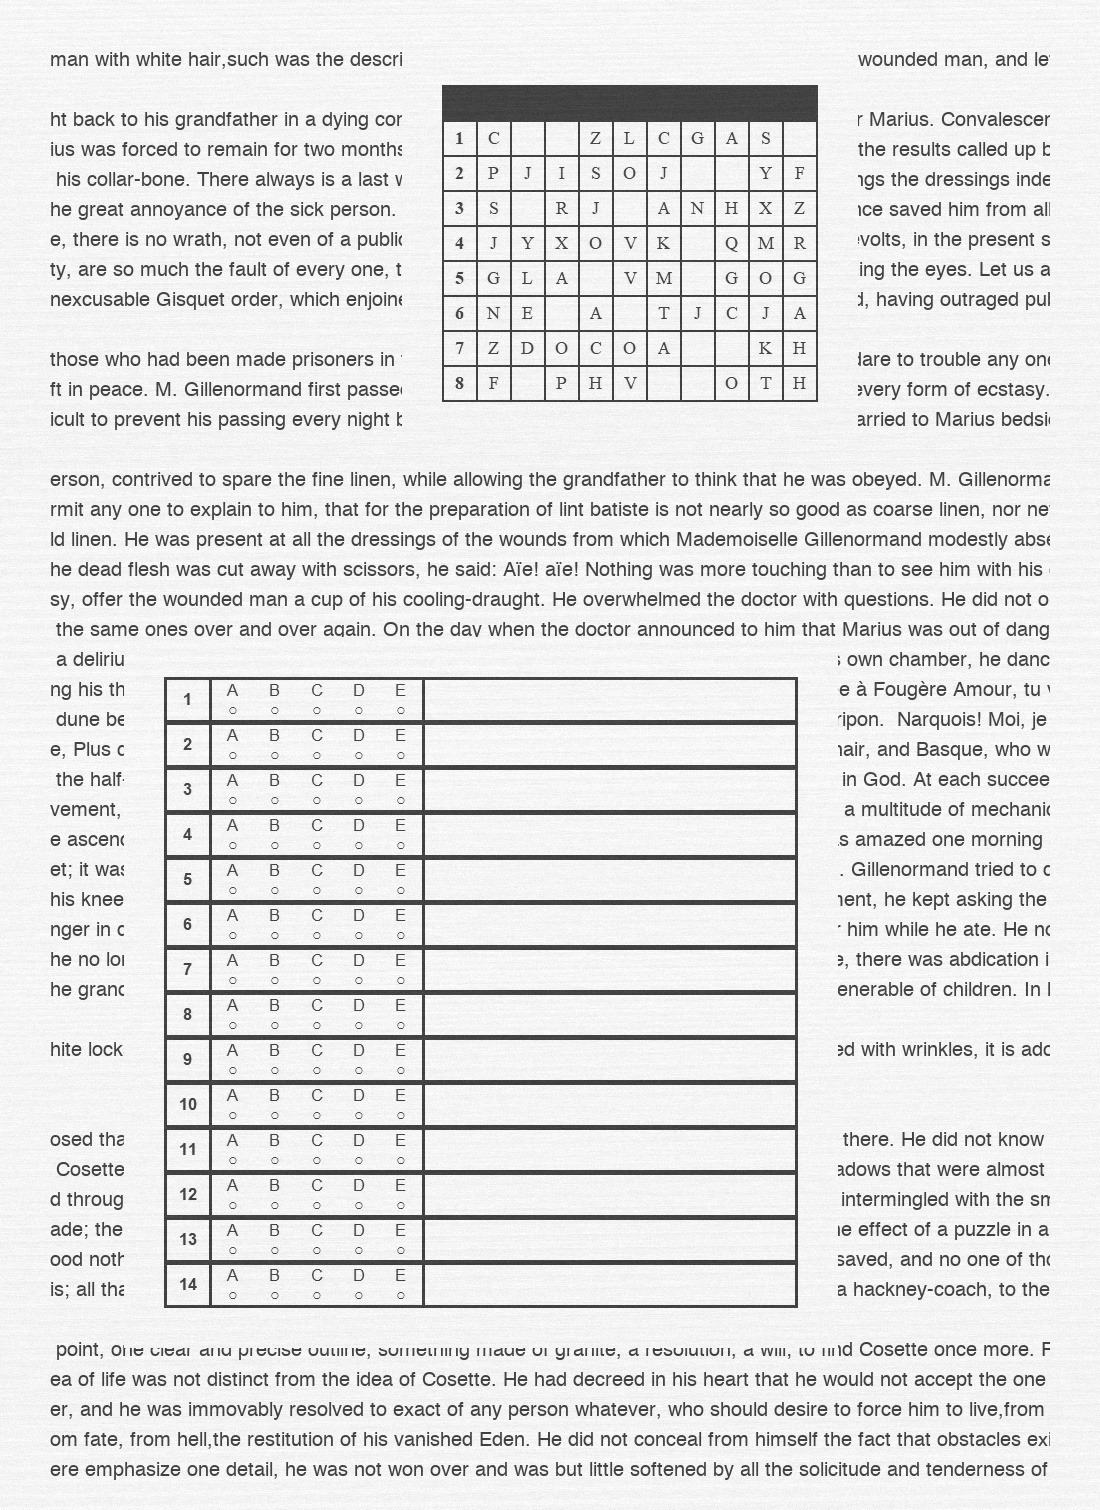 man with white hair,such was the descri
wounded man, and le
ht back to his grandfather in a dying
Marius. Convalescen
ius was forced to remain for two months
the results called up
his collar-bone. There always is a last
the dressings inde
he great annoyance of the sick person.
saved him from all
e, there is no wrath, not even of a public
in the present s
ty, are so much the fault of every one, t
ing the eyes. Let us a
nexcusable Gisquet order, which enjoine
having outraged pu
those who had been made prisoners in
dare to trouble any one
ft in peace. M. Gillenormand first passe
every form of ecstasy.
icult to prevent his passing every night
arried to Marius bedsi
1 C Z L C G A S
2 P J I S O J Y F
3 S R J A N H X Z
4 J Y X O V K Q M R
5 G L A V M G O G
6 N E A T J C J A
7 Z D O C O A K H
8 F P H V O T H
erson, contrived to spare the fine linen, while allowing the grandfather to think that he was obeyed. M. Gillenorma
rmit any one to explain to him, that for the preparation of lint batiste is not nearly so good as coarse linen, nor ne
ld linen. He was present at all the dressings of the wounds from which Mademoiselle Gillenormand modestly abse
he dead flesh was cut away with scissors, he said: Aïe! aïe! Nothing was more touching than to see him with his
sy, offer the wounded man a cup of his cooling-draught. He overwhelmed the doctor with questions. He did not o
the same ones over and over again. On the day when the doctor announced to him that Marius was out of dang
a deliriu
own chamber, he danc
ng his th
e à Fougère Amour, tu
dune be
ripon. Narquois! Moi, je
e, Plus
hair, and Basque, who w
the half-
in God. At each succee
vement,
a multitude of mechanic
e ascen
amazed one morning
et; it was
Gillenormand tried to
his knee
ent, he kept asking the
nger in
him while he ate. He no
he no lo
there was abdication i
he grand
enerable of children. In
hite lock
ed with wrinkles, it is ado
osed tha
there. He did not know
Cosette
adows that were almost
d throug
intermingled with the sm
ade; the
effect of a puzzle in a
ood noth
saved, and no one of tho
is; all tha
a hackney-coach, to the
1 A B C D E
2 A B C D E
3 A B C D E
4 A B C D E
5 A B C D E
6 A B C D E
7 A B C D E
8 A B C D E
9 A B C D E
10 A B C D E
11 A B C D E
12 A B C D E
13 A B C D E
14 A B C D E
point, one clear and precise outline, something made of granite, a resolution, a will, to find Cosette once more.
ea of life was not distinct from the idea of Cosette. He had decreed in his heart that he would not accept the one
er, and he was immovably resolved to exact of any person whatever, who should desire to force him to live,from
om fate, from hell,the restitution of his vanished Eden. He did not conceal from himself the fact that obstacles exi
ere emphasize one detail, he was not won over and was but little softened by all the solicitude and tenderness of